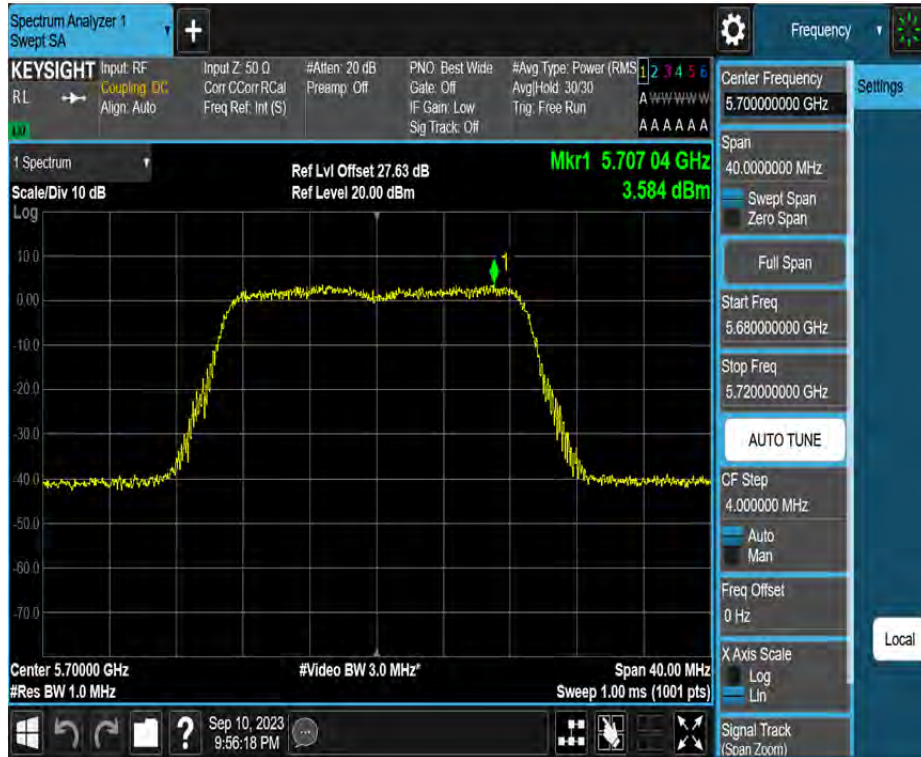 Spectrum Analyzer 1
Swept SA
+
Frequency
KEYSIGHT
RL
Input: RF
Coupling: DC
Align: Auto
Input Z: 50 Ω
Corr CCorr RCal
Freq Ref: Int (S)
#Atten: 20 dB
Preamp: Off
PNO: Best Wide
Gate: Off
IF Gain: Low
Sig Track: Off
#Avg Type: Power (RMS
Avg|Hold: 30/30
Trig: Free Run
1 2 3 4 5 6
A W W W W W
A A A A A A
1 Spectrum
Scale/Div 10 dB
Ref Lvl Offset 27.63 dB
Ref Level 20.00 dBm
Mkr1 5.707 04 GHz
3.584 dBm
Log
10.0
0.00
-10.0
-20.0
-30.0
-40.0
-50.0
-60.0
-70.0
1
Center 5.70000 GHz
#Res BW 1.0 MHz
#Video BW 3.0 MHz*
Span 40.00 MHz
Sweep 1.00 ms (1001 pts)
?
Sep 10, 2023
9:56:18 PM
Center Frequency
5.700000000 GHz
Span
40.0000000 MHz
Swept Span
Zero Span
Full Span
Start Freq
5.680000000 GHz
Stop Freq
5.720000000 GHz
AUTO TUNE
CF Step
4.000000 MHz
Auto
Man
Freq Offset
0 Hz
X Axis Scale
Log
Lin
Signal Track
(Span Zoom)
Settings
Local